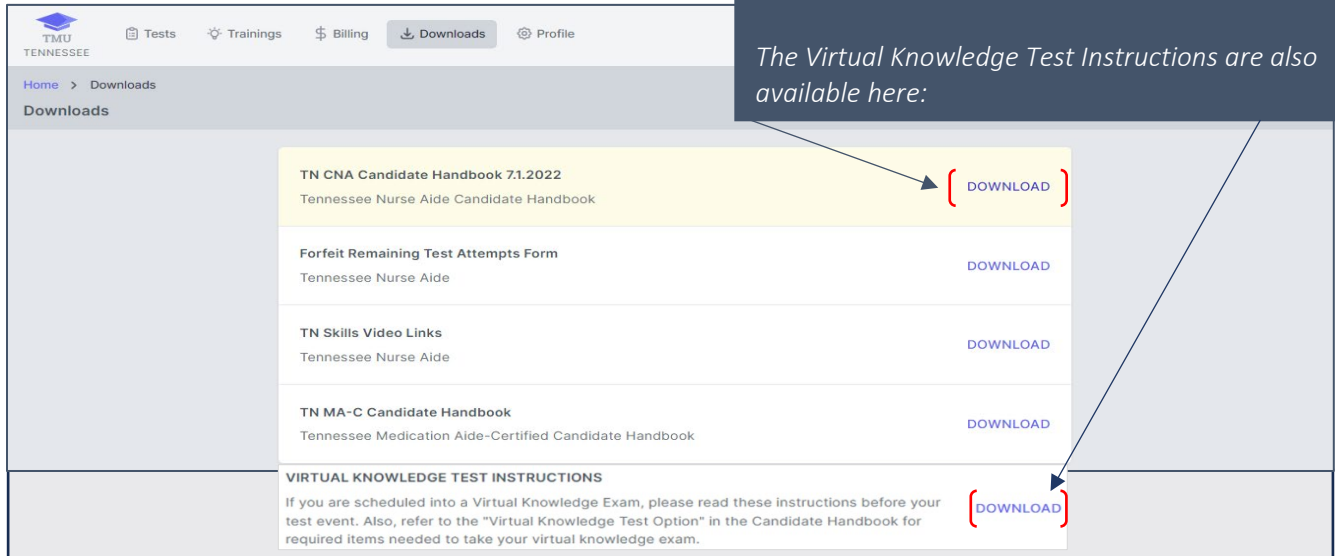 TMU
TENNESSEE
Tests
Trainings
Billing
Downloads
Profile
The Virtual Knowledge Test Instructions are also
available here:
Home > Downloads
Downloads
TN CNA Candidate Handbook 7.1.2022
Tennessee Nurse Aide Candidate Handbook
DOWNLOAD
Forfeit Remaining Test Attempts Form
Tennessee Nurse Aide
DOWNLOAD
TN Skills Video Links
Tennessee Nurse Aide
DOWNLOAD
TN MA-C Candidate Handbook
Tennessee Medication Aide-Certified Candidate Handbook
DOWNLOAD
VIRTUAL KNOWLEDGE TEST INSTRUCTIONS
If you are scheduled into a Virtual Knowledge Exam, please read these instructions before your
test event. Also, refer to the "Virtual Knowledge Test Option" in the Candidate Handbook for
required items needed to take your virtual knowledge exam.
DOWNLOAD